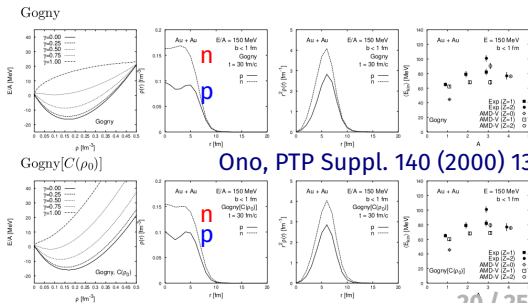 Gogny
E/A [MeV]
γ=0.00
γ=0.25
γ=0.50
γ=0.75
γ=1.00
Gogny
ρ [fm⁻³]
Au + Au
E/A = 150 MeV
b < 1 fm
Gogny
t = 30 fm/c
p
n
ρ(r) [fm⁻³]
r [fm]
n
p
Au + Au
E/A = 150 MeV
b < 1 fm
Gogny
t = 30 fm/c
p
n
r²ρ(r) [fm⁻¹]
r [fm]
Au + Au
E = 150 MeV
b < 1 fm
Gogny
Exp (Z=1)
Exp (Z=2)
AMD-V (Z=0)
AMD-V (Z=1)
AMD-V (Z=2)
A
Ono, PTP Suppl. 140 (2000) 13
Gogny[C(ρ₀)]
E/A [MeV]
γ=0.00
γ=0.25
γ=0.50
γ=0.75
γ=1.00
Gogny, C(ρ₀)
ρ [fm⁻³]
Au + Au
E/A = 150 MeV
b < 1 fm
Gogny[C(ρ₀)]
t = 30 fm/c
p
n
ρ(r) [fm⁻³]
r [fm]
n
p
Au + Au
E/A = 150 MeV
b < 1 fm
Gogny[C(ρ₀)]
t = 30 fm/c
p
n
r²ρ(r) [fm⁻¹]
r [fm]
Au + Au
E = 150 MeV
b < 1 fm
Gogny[C(ρ₀)]
Exp (Z=1)
Exp (Z=2)
AMD-V (Z=0)
AMD-V (Z=1)
AMD-V (Z=2)
A